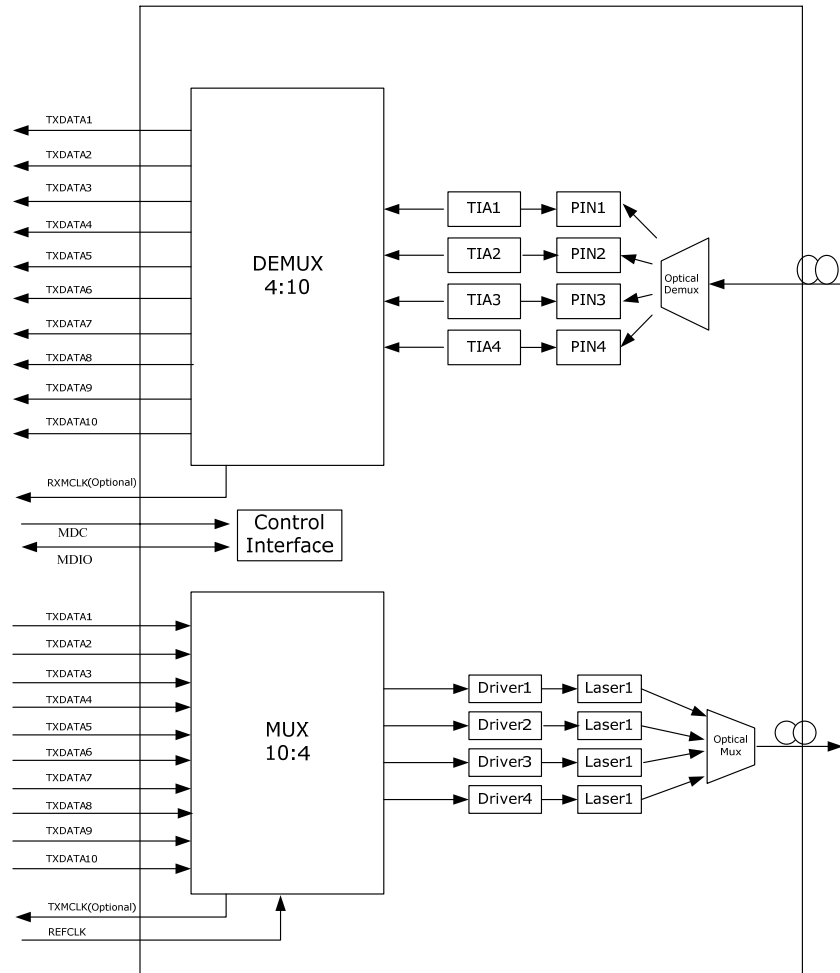 TXDATA1
TXDATA2
TXDATA3
TXDATA4
TXDATA5
TXDATA6
TXDATA7
TXDATA8
TXDATA9
TXDATA10
RXMCLK(Optional)
DEMUX
4:10
TIA1
PIN1
TIA2
PIN2
TIA3
PIN3
TIA4
PIN4
Optical
Demux
MDC
MDIO
Control
Interface
TXDATA1
TXDATA2
TXDATA3
TXDATA4
TXDATA5
TXDATA6
TXDATA7
TXDATA8
TXDATA9
TXDATA10
TXMCLK(Optional)
REFCLK
MUX
10:4
Driver1
Laser1
Driver2
Laser1
Driver3
Laser1
Driver4
Laser1
Optical
Mux